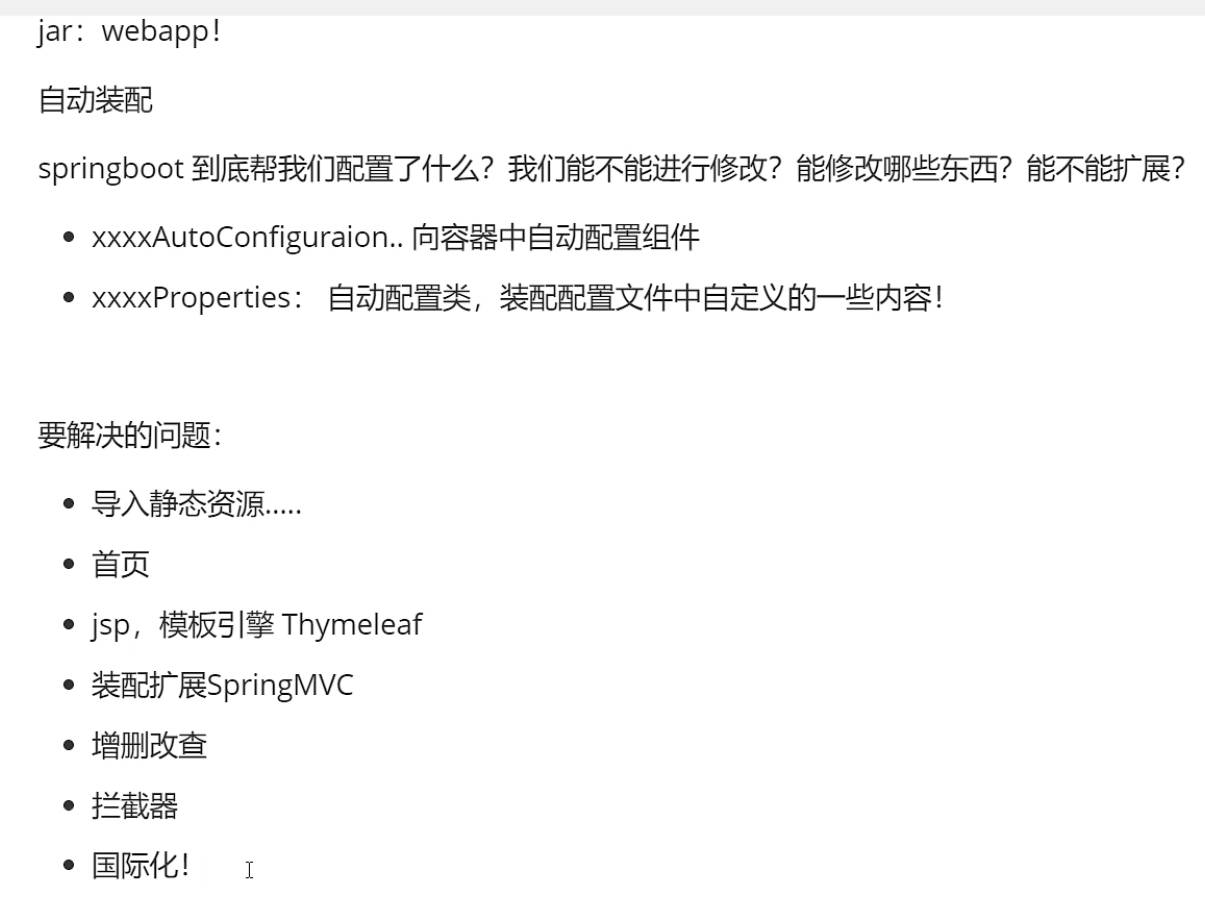 jar：webapp！
自动装配
springboot 到底帮我们配置了什么？我们能不能进行修改？能修改哪些东西？能不能扩展？
xxxxAutoConfiguraion.. 向容器中自动配置组件
xxxxProperties： 自动配置类，装配配置文件中自定义的一些内容！
要解决的问题：
导入静态资源.....
首页
jsp，模板引擎 Thymeleaf
装配扩展SpringMVC
增删改查
拦截器
国际化！